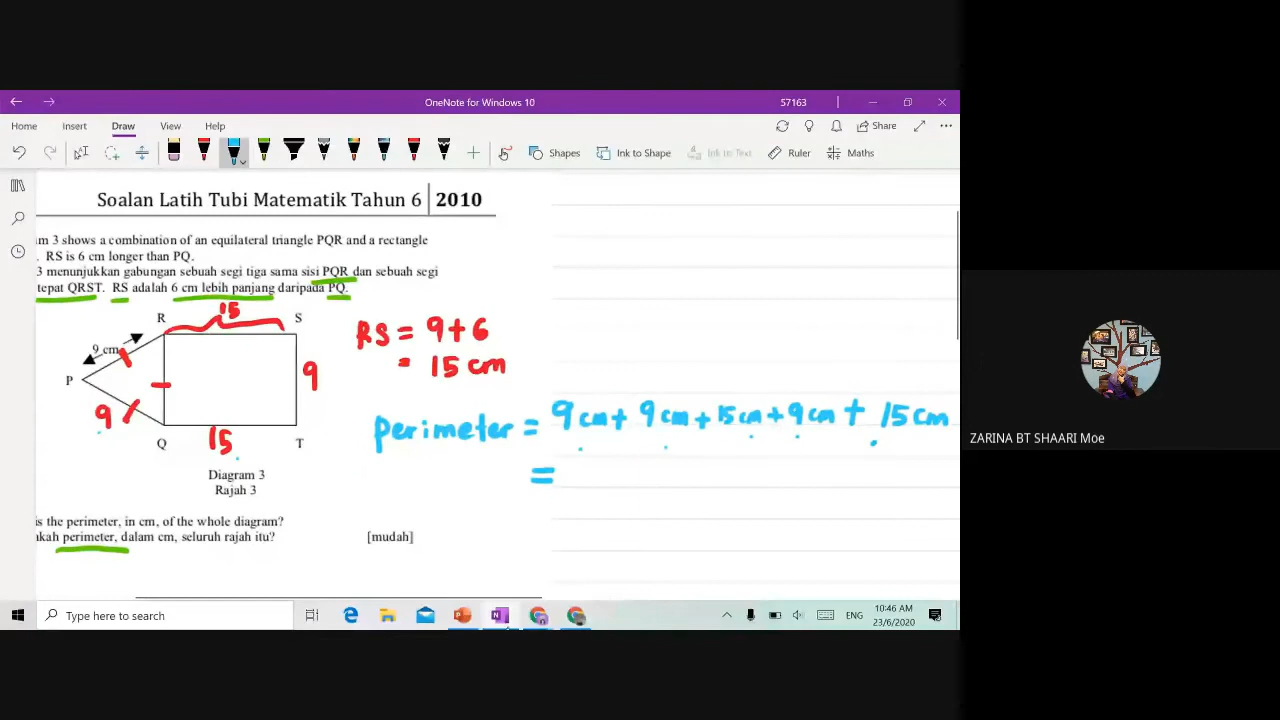 OneNote for Windows 10
57163
Home Insert Draw View Help
Share
Shapes Ink to Shape Ink to Text Ruler Maths
Soalan Latih Tubi Matematik Tahun 6 2010
am 3 shows a combination of an equilateral triangle PQR and a rectangle
. RS is 6 cm longer than PQ.
3 menunjukkan gabungan sebuah segi tiga sama sisi PQR dan sebuah segi
tepat QRST. RS adalah 6 cm lebih panjang daripada PQ.
15
R S
RS = 9+6
= 15 cm
9 cm
P
9
9
perimeter = 9 cm + 9 cm + 15 cm + 9 cm + 15 cm
=
15
Q T
Diagram 3
Rajah 3
is the perimeter, in cm, of the whole diagram?
akah perimeter, dalam cm, seluruh rajah itu? [mudah]
ZARINA BT SHAARI Moe
Type here to search
ENG
10:46 AM
23/6/2020